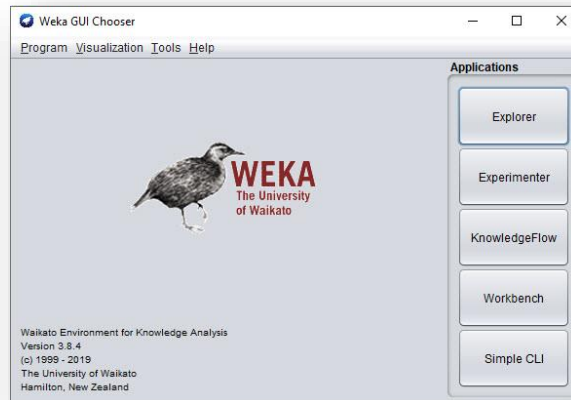 Weka GUI Chooser
Program Visualization Tools Help
Applications
Explorer
Experimenter
KnowledgeFlow
Workbench
Simple CLI
WEKA
The University
of Waikato
Waikato Environment for Knowledge Analysis
Version 3.8.4
(c) 1999 - 2019
The University of Waikato
Hamilton, New Zealand